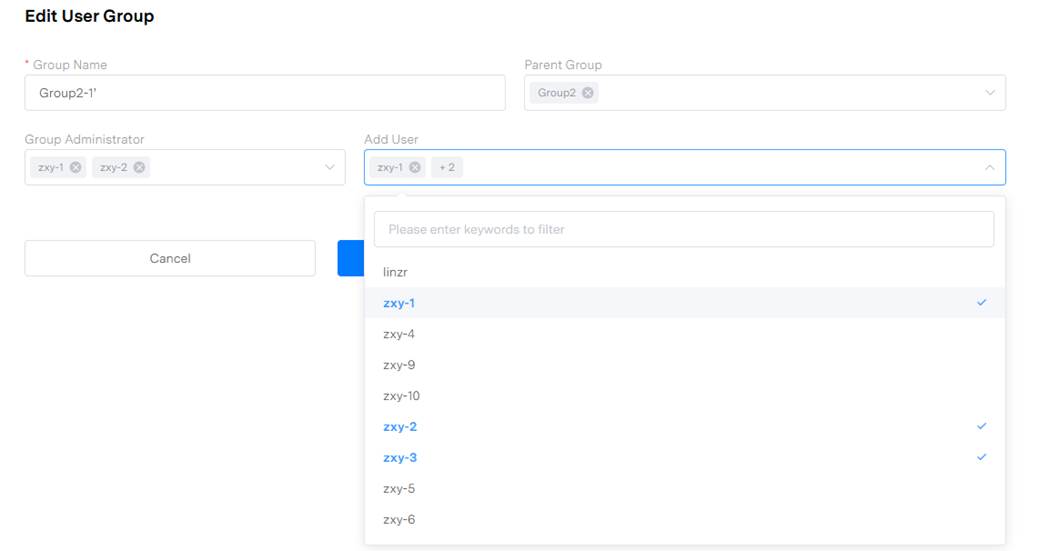 Edit User Group
* Group Name
Parent Group
Group2-1'
Group2
Group Administrator
Add User
zxy-1 zxy-2
zxy-1 + 2
Please enter keywords to filter
Cancel
linzr
zxy-1
zxy-4
zxy-9
zxy-10
zxy-2
zxy-3
zxy-5
zxy-6